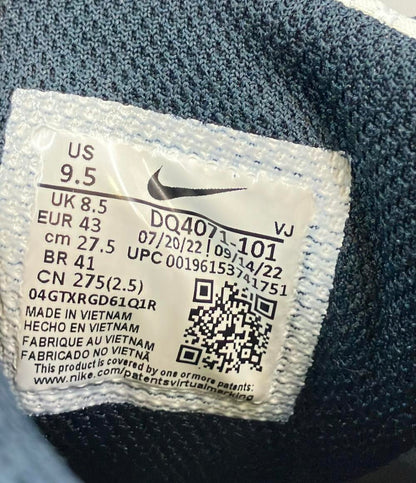 US
9.5
UK 8.5
EUR 43
cm 27.5
BR 41
CN 275(2.5)
DQ4071-101 VJ
07/20/22 | 09/14/22
UPC 00196153741751
04GTXRGD61Q1R
MADE IN VIETNAM
HECHO EN VIETNAM
FABRIQUE AU VIETNAM
FABRICADO NO VIETNAM
This product is covered by one or more patents:
www.nike.com/patentsvirtualmarking